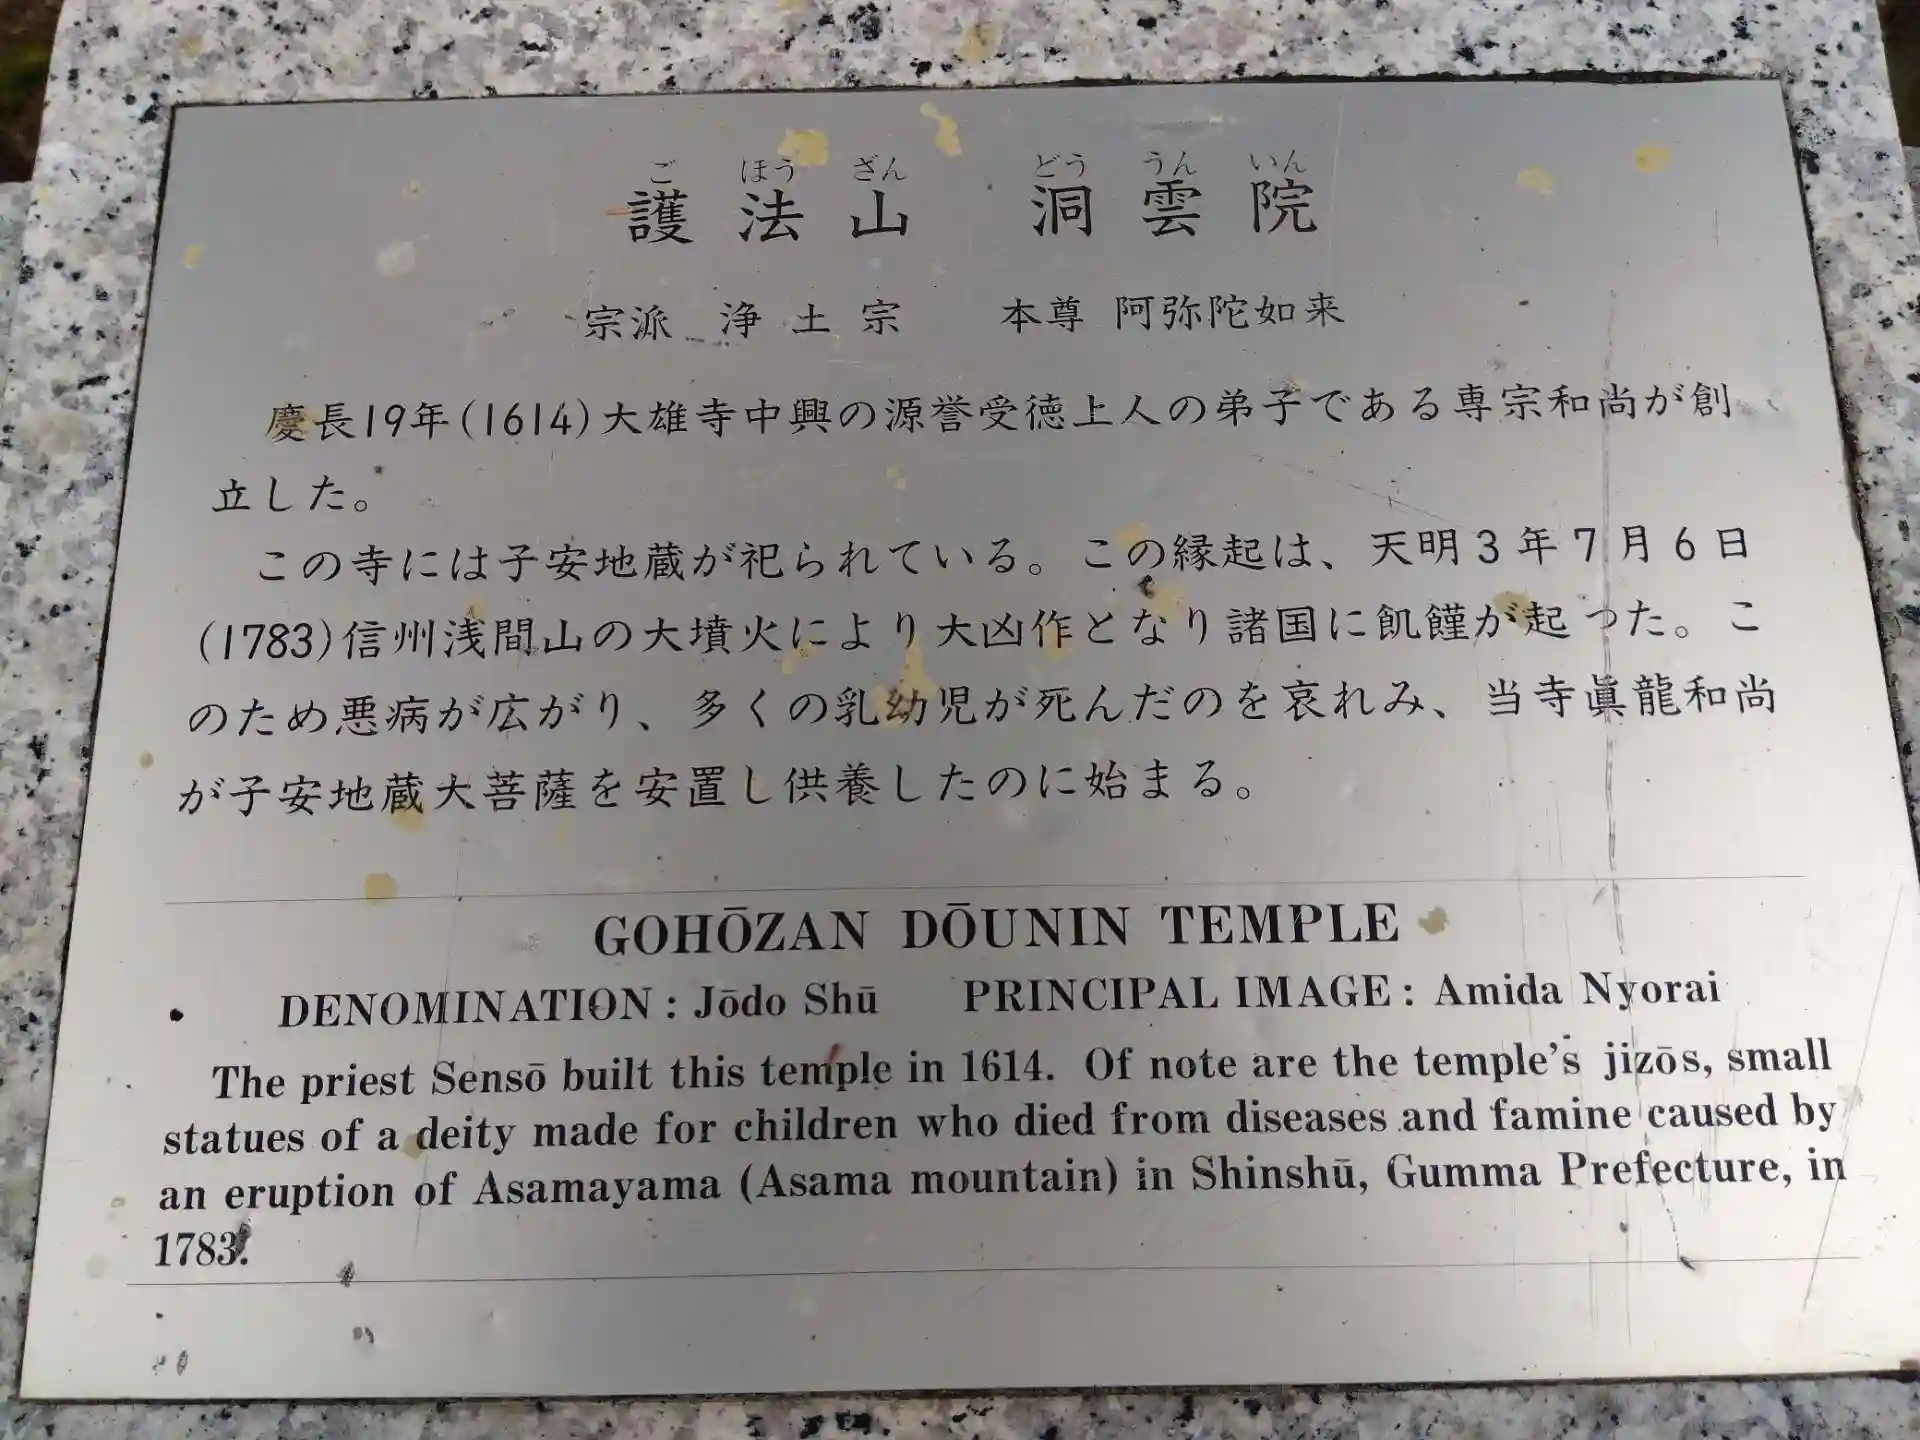 ご ほう ざん どう うん いん
護法山 洞雲院
宗派 浄土宗 本尊 阿弥陀如来
慶長19年(1614)大雄寺中興の源誉受徳上人の弟子である専宗和尚が創
立した。
この寺には子安地蔵が祀られている。この縁起は、天明3年7月6日
(1783)信州浅間山の大墳火により大凶作となり諸国に飢饉が起った。こ
のため悪病が広がり、多くの乳幼児が死んだのを哀れみ、当寺眞龍和尚
が子安地蔵大菩薩を安置し供養したのに始まる。
GOHŌZAN DŌUNIN TEMPLE
DENOMINATION : Jōdo Shū PRINCIPAL IMAGE : Amida Nyorai
The priest Sensō built this temple in 1614. Of note are the temple's jizōs, small
statues of a deity made for children who died from diseases and famine caused by
an eruption of Asamayama (Asama mountain) in Shinshū, Gumma Prefecture, in
1783.